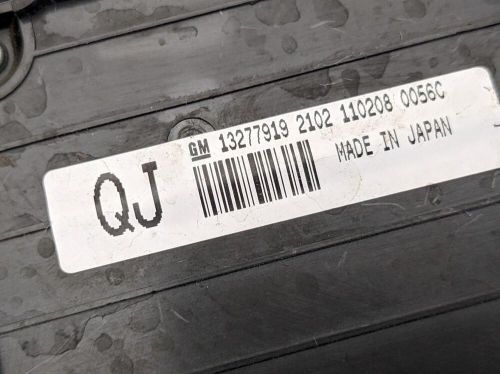 GM 13277919 2102 110208 0056C
QJ MADE IN JAPAN